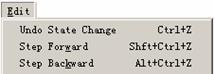 Edit
Undo State Change Ctrl+Z
Step Forward Shft+Ctrl+Z
Step Backward Alt+Ctrl+Z